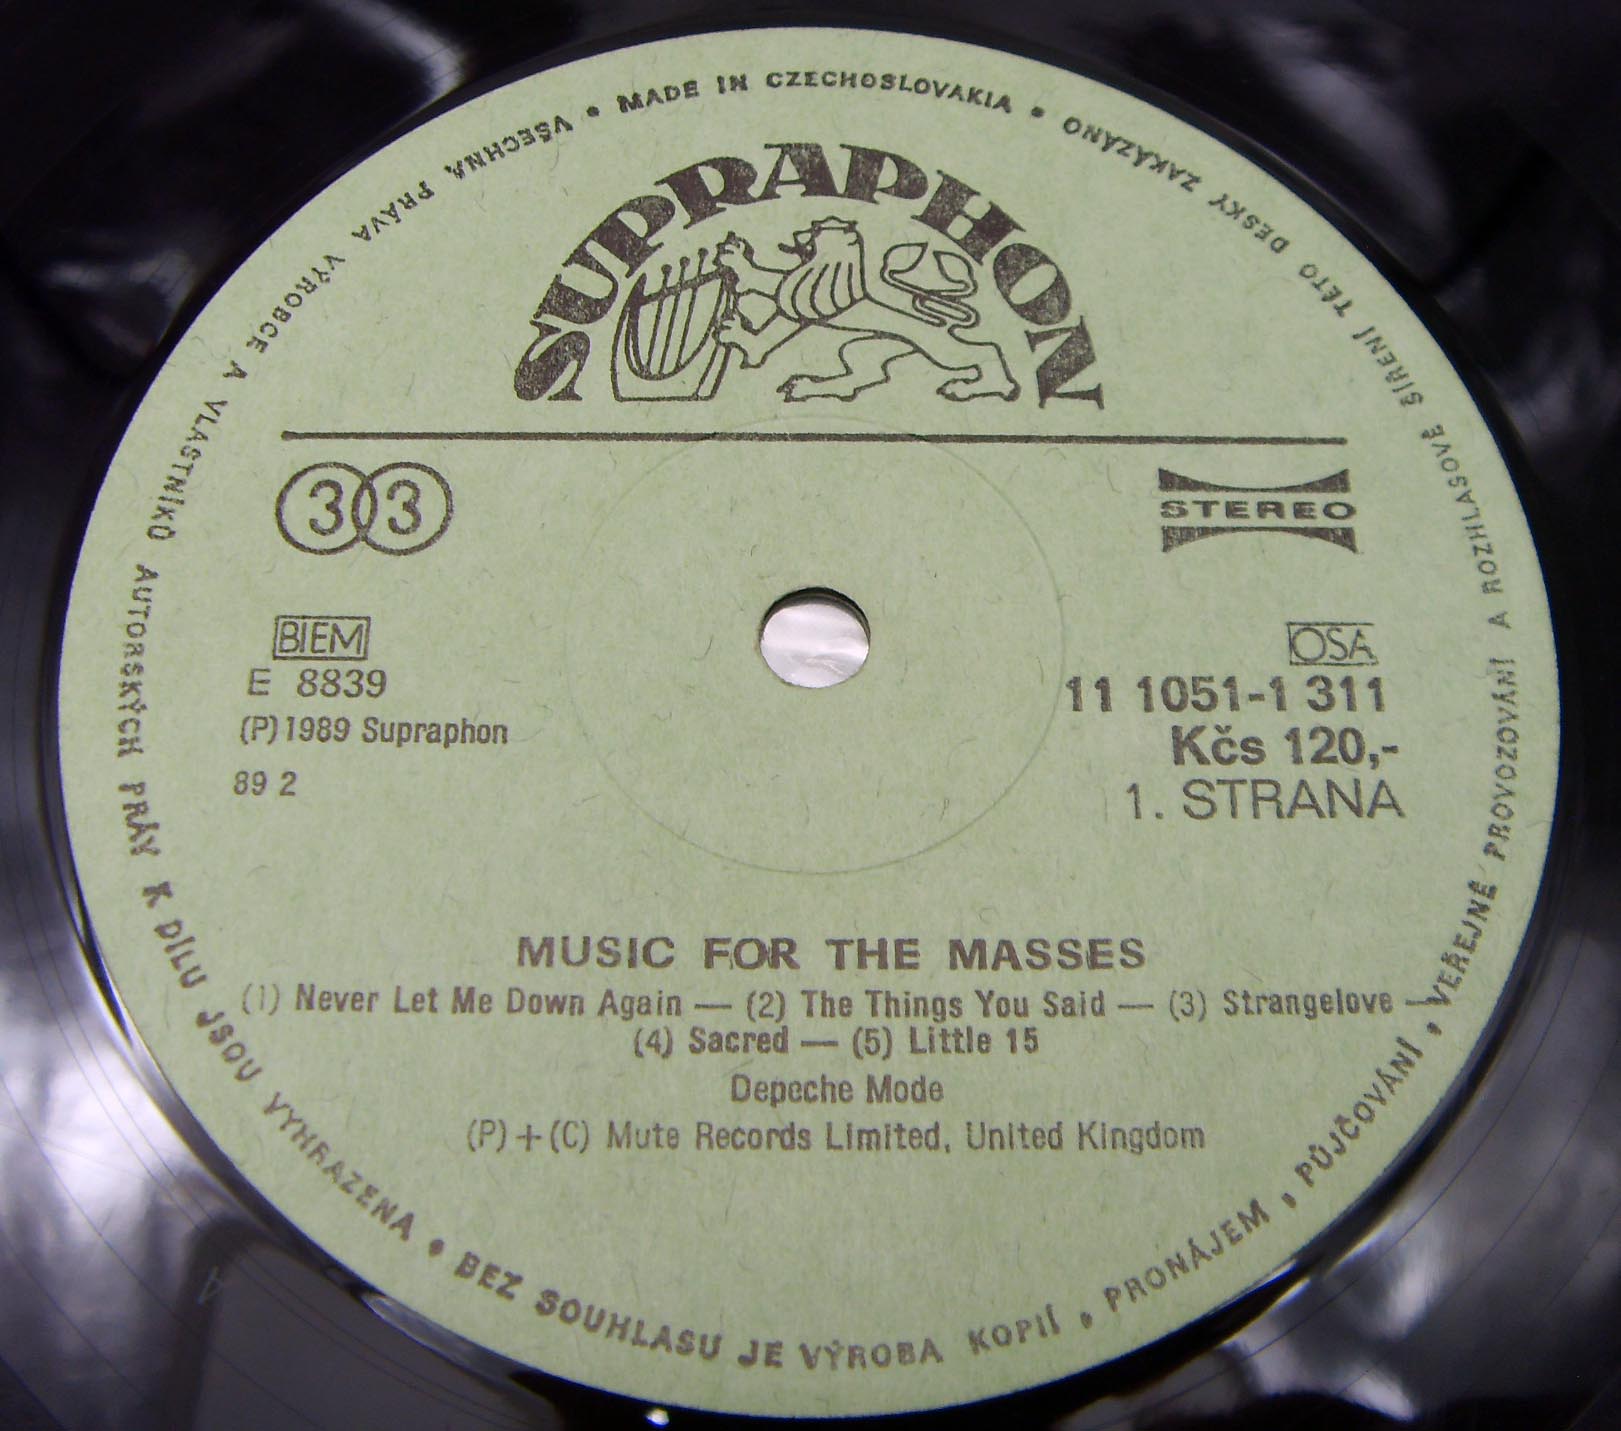 MADE IN CZECHOSLOVAKIA •
SUPRAPHON
33
STEREO
BIEM
E 8839
(P) 1989 Supraphon
89 2
OSA
11 1051-1 311
Kčs 120,-
1. STRANA
MUSIC FOR THE MASSES
(1) Never Let Me Down Again — (2) The Things You Said — (3) Strangelove —
(4) Sacred — (5) Little 15
Depeche Mode
(P) + (C) Mute Records Limited, United Kingdom
VŠECHNA PRÁVA VÝROBCE A VLASTNÍKŮ AUTORSKÝCH PRÁV K DÍLU JSOU VYHRAZENA • BEZ SOUHLASU JE VÝROBA KOPIÍ, PRONÁJEM, PŮJČOVÁNÍ, VEŘEJNÉ PROVOZOVÁNÍ A ROZHLASOVÉ ŠÍŘENÍ TÉTO DESKY ZAKÁZÁNO •